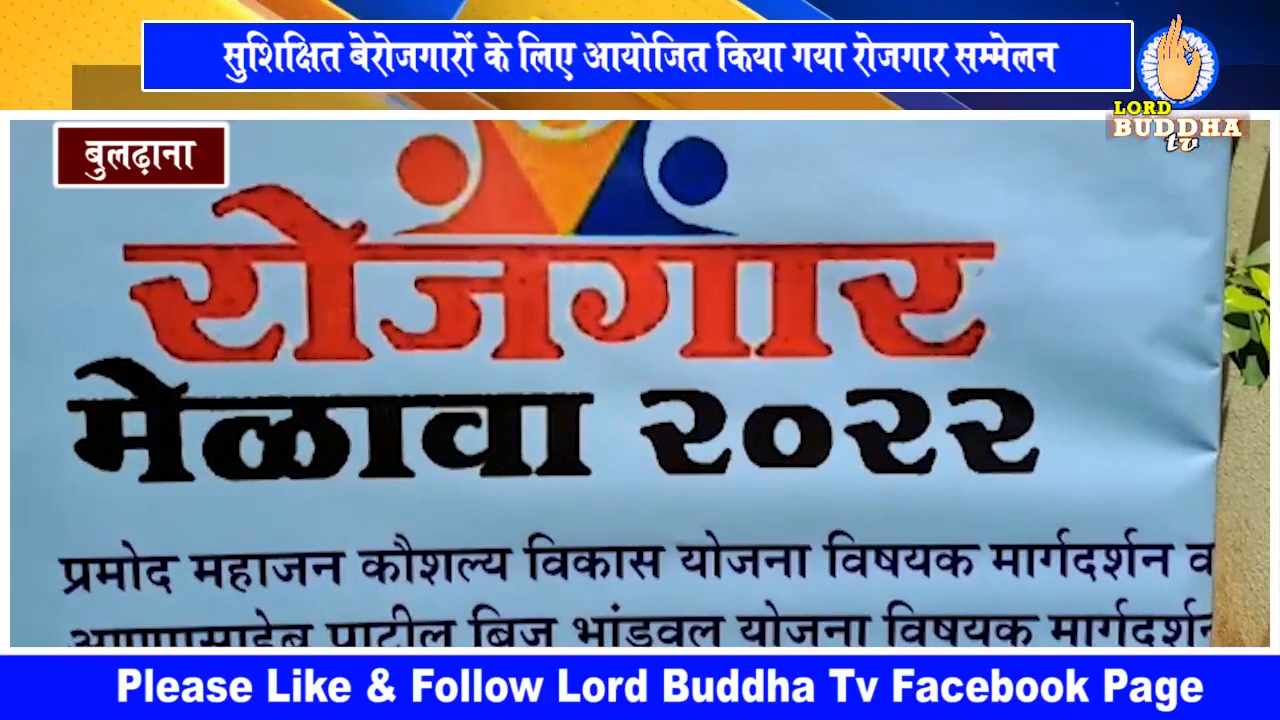 सुशिक्षित बेरोजगारों के लिए आयोजित किया गया रोजगार सम्मेलन
LORD
BUDDHA
tv
बुलढ़ाना
रोजगार
मेळावा २०२२
प्रमोद महाजन कौशल्य विकास योजना विषयक मार्गदर्शन व
पाटील बिज भांडवल योजना विषयक मार्गदर्शन
Please Like & Follow Lord Buddha Tv Facebook Page